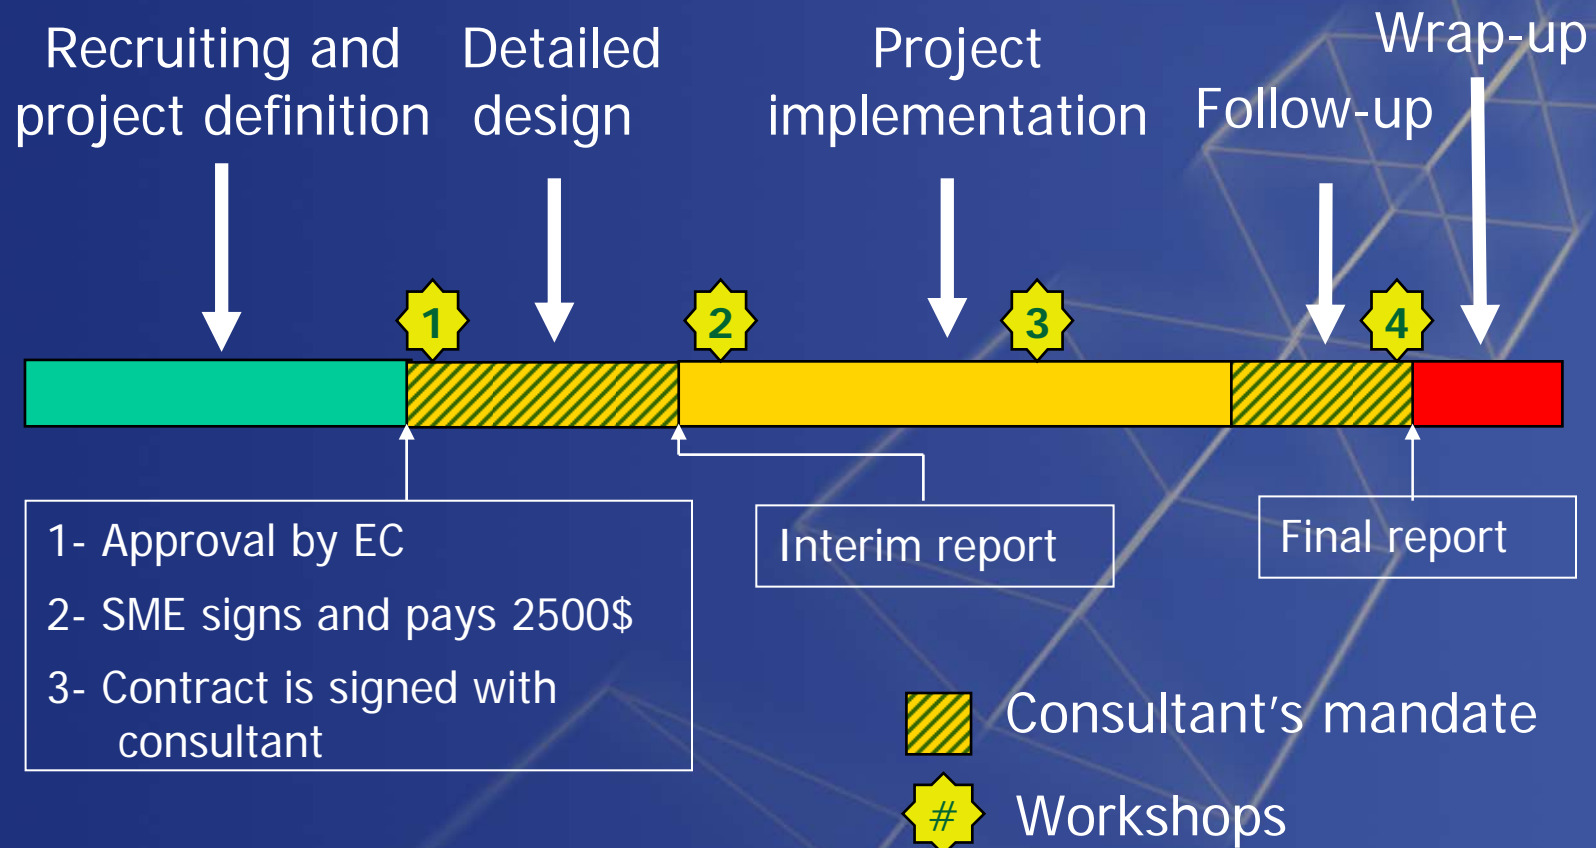 Recruiting and
project definition
Detailed
design
Project
implementation
Follow-up
Wrap-up
1
2
3
4
1- Approval by EC
2- SME signs and pays 2500$
3- Contract is signed with
consultant
Interim report
Final report
Consultant's mandate
#
Workshops